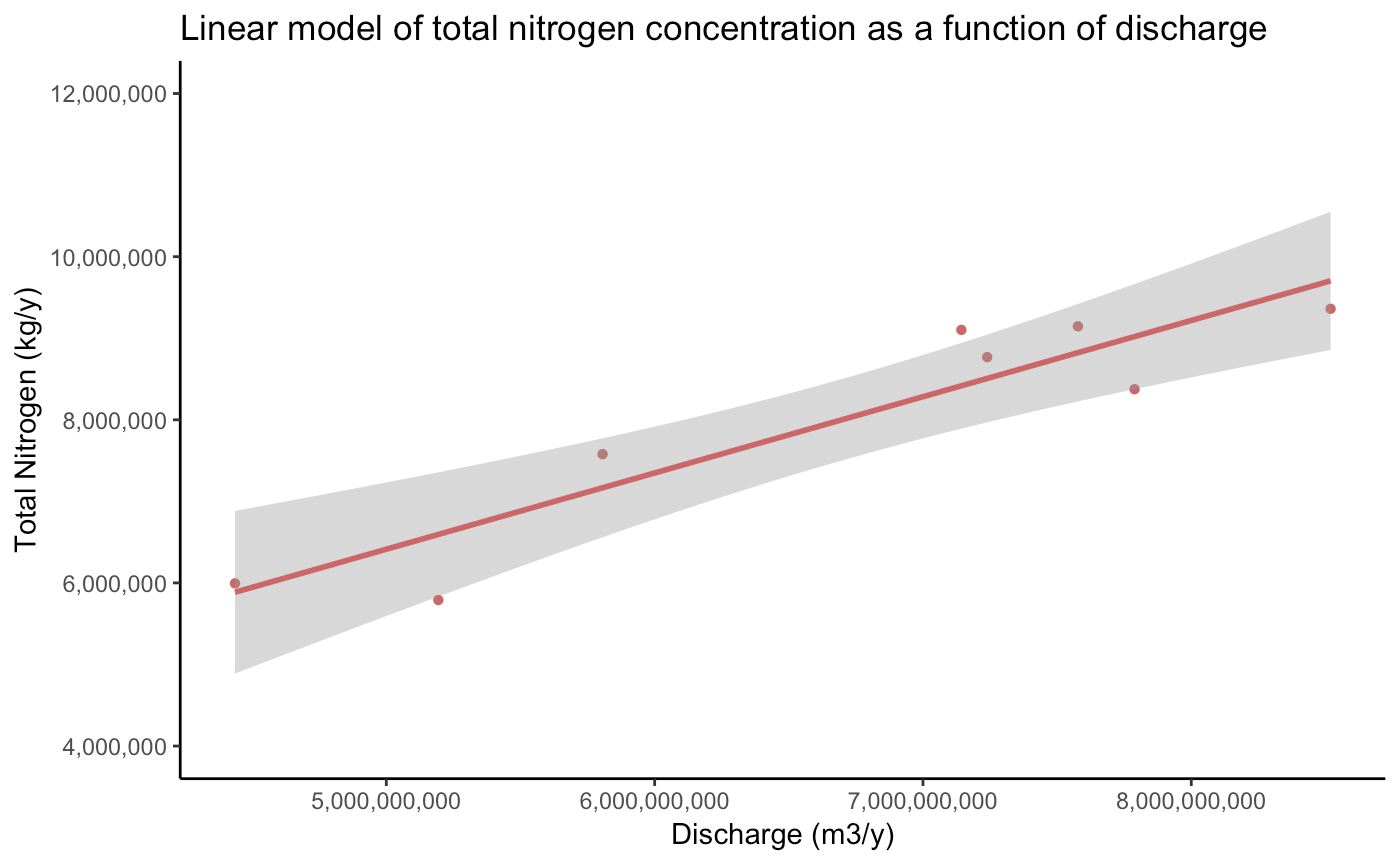 Linear model of total nitrogen concentration as a function of discharge
12,000,000
10,000,000
8,000,000
6,000,000
4,000,000
Total Nitrogen (kg/y)
5,000,000,000 6,000,000,000 7,000,000,000 8,000,000,000
Discharge (m3/y)